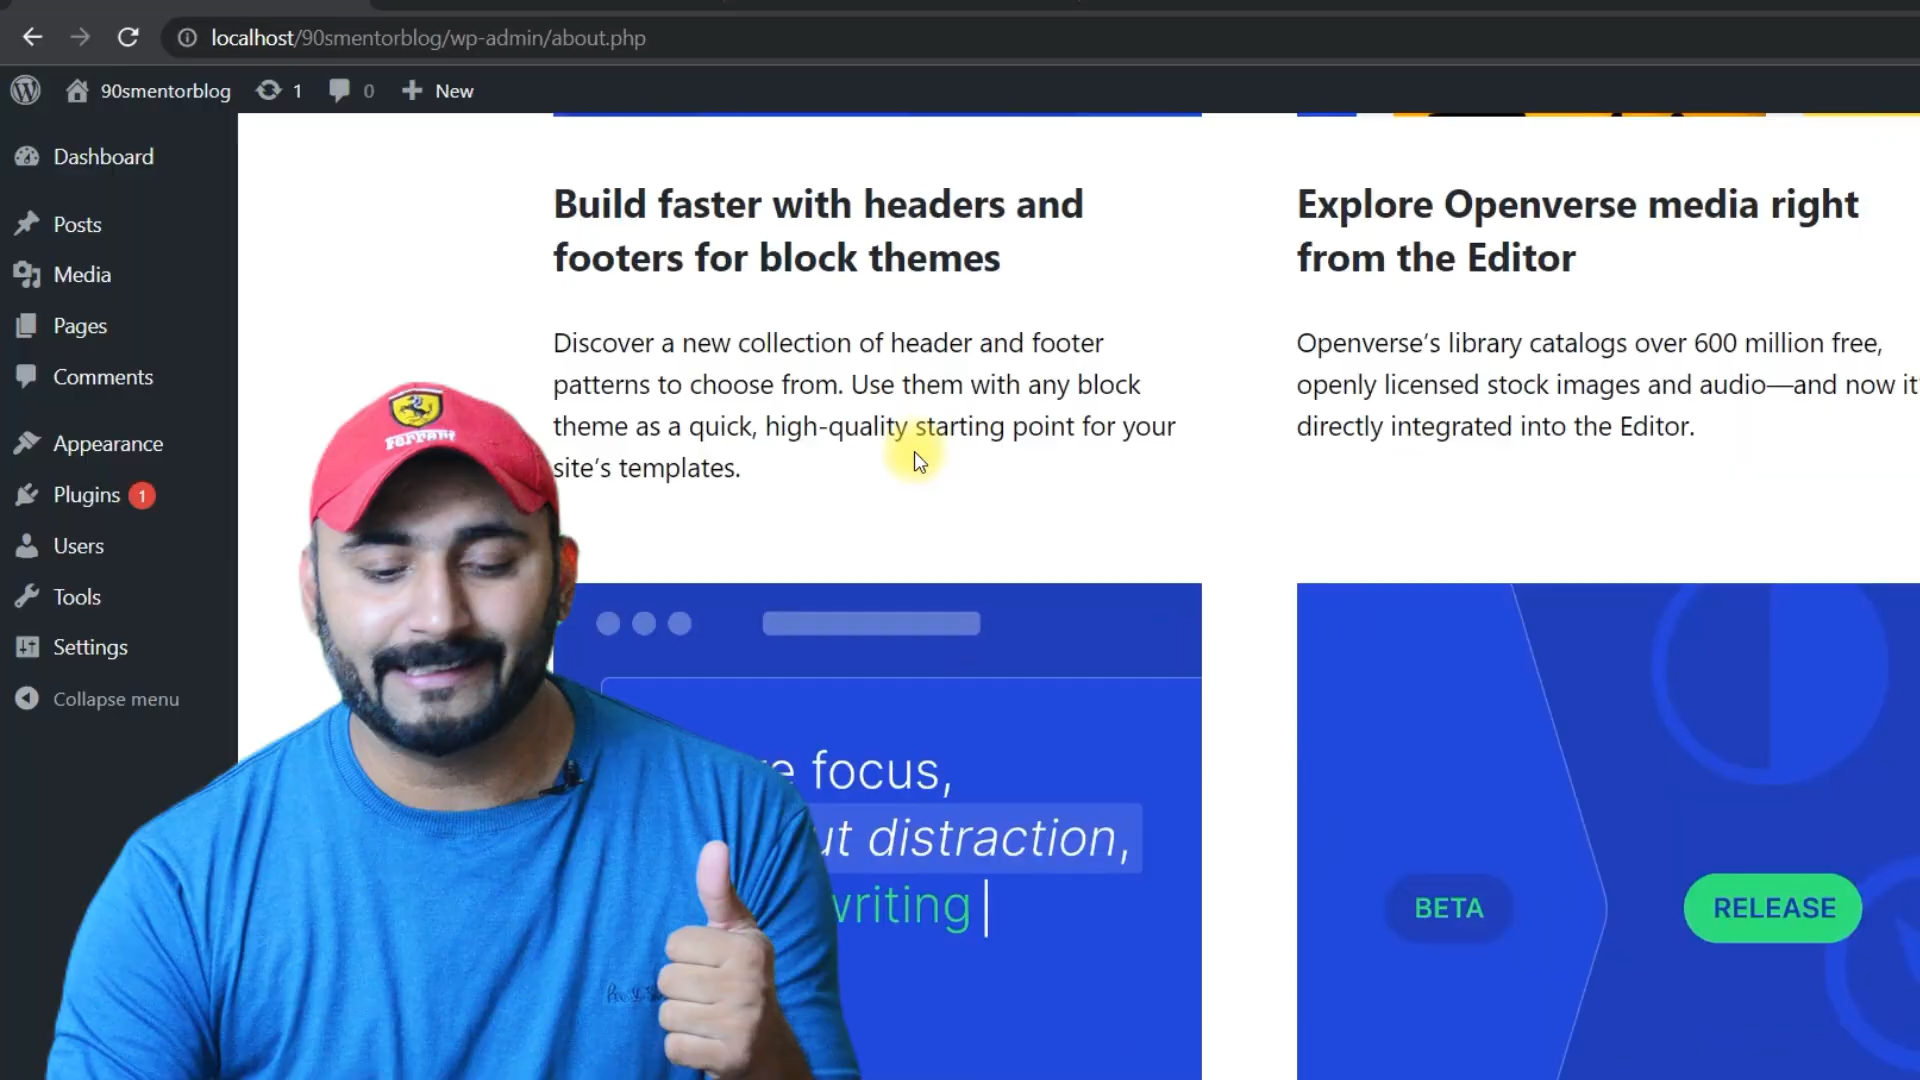 localhost/90smentorblog/wp-admin/about.php
90smentorblog 1 0 New
Dashboard
Posts
Media
Pages
Comments
Appearance
Plugins 1
Users
Tools
Settings
Collapse menu
Build faster with headers and
footers for block themes
Discover a new collection of header and footer
patterns to choose from. Use them with any block
theme as a quick, high-quality starting point for your
site's templates.
Explore Openverse media right
from the Editor
Openverse's library catalogs over 600 million free,
openly licensed stock images and audio—and now it'
directly integrated into the Editor.
Ferrari
focus,
distraction,
writing
BETA
RELEASE